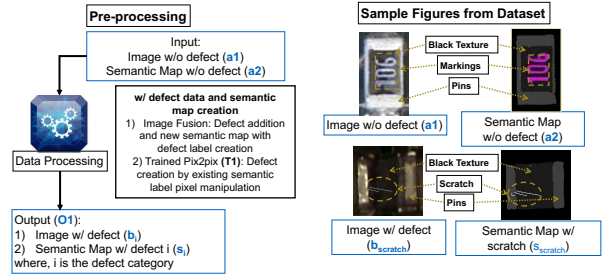 Pre-processing
Input:
Image w/o defect (a1)
Semantic Map w/o defect (a2)
w/ defect data and semantic
map creation
1) Image Fusion: Defect addition
and new semantic map with
defect label creation
2) Trained Pix2pix (T1): Defect
creation by existing semantic
label pixel manipulation
Data Processing
Output (O1):
1) Image w/ defect (bi)
2) Semantic Map w/ defect i (si)
where, i is the defect category
Sample Figures from Dataset
106
Black Texture
Markings
Pins
106
Image w/o defect (a1)
Semantic Map
w/o defect (a2)
Black Texture
Scratch
Pins
Image w/ defect
(bscratch)
Semantic Map w/
scratch (sscratch)